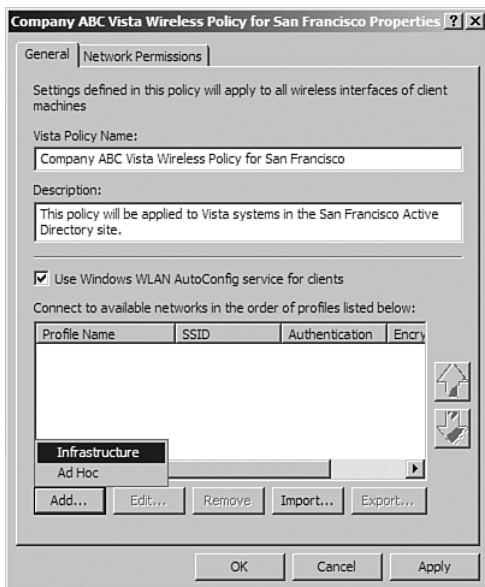 Company ABC Vista Wireless Policy for San Francisco Properties ? X
General Network Permissions
Settings defined in this policy will apply to all wireless interfaces of client
machines
Vista Policy Name:
Company ABC Vista Wireless Policy for San Francisco
Description:
This policy will be applied to Vista systems in the San Francisco Active
Directory site.
Use Windows WLAN AutoConfig service for clients
Connect to available networks in the order of profiles listed below:
Profile Name SSID Authentication Encry
Infrastructure
Ad Hoc
Add... Edit... Remove Import... Export...
OK Cancel Apply